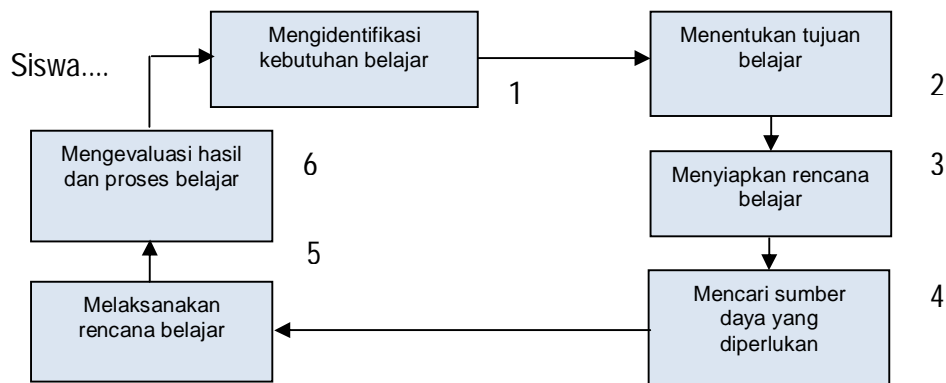 Siswa....
Mengidentifikasi
kebutuhan belajar
1
Menentukan tujuan
belajar
2
Menyiapkan rencana
belajar
3
Mencari sumber
daya yang
diperlukan
4
Melaksanakan
rencana belajar
5
Mengevaluasi hasil
dan proses belajar
6